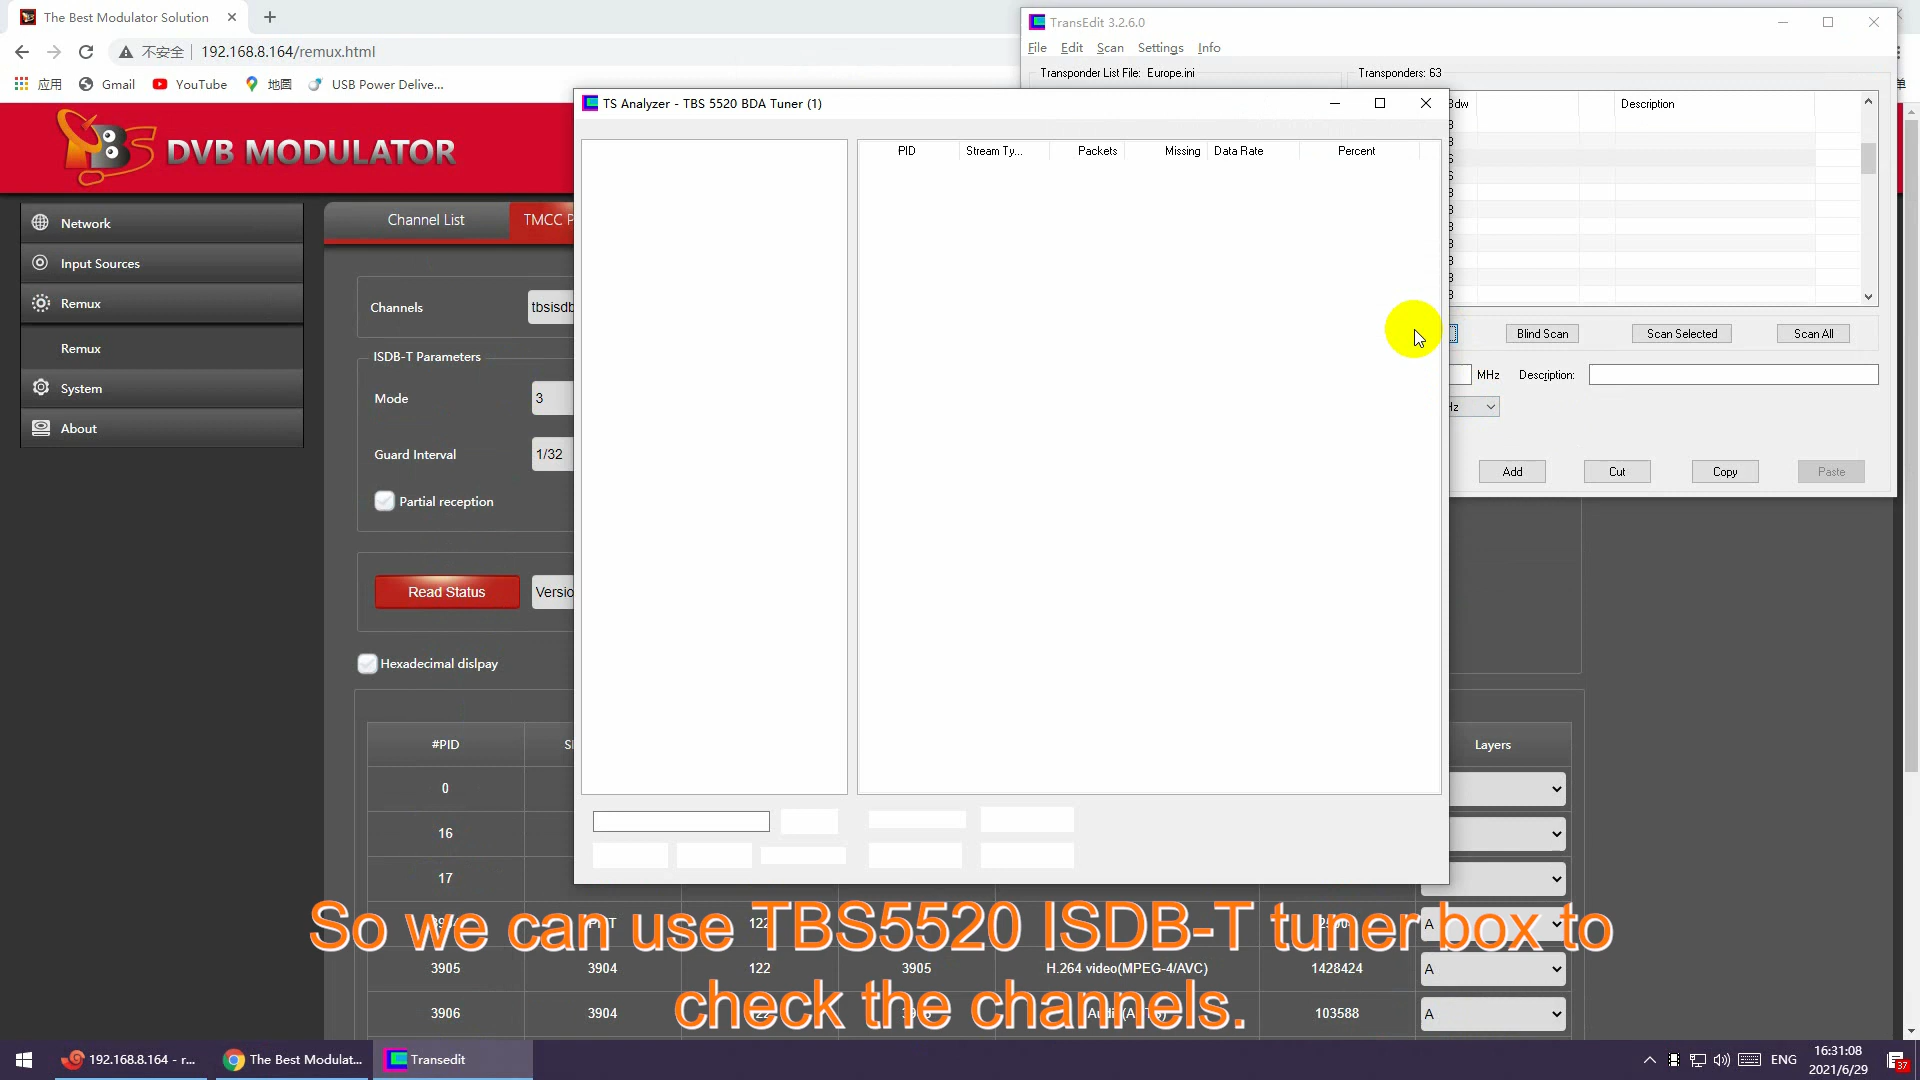 The Best Modulator Solution
TransEdit 3.2.6.0
不安全
192.168.8.164/remux.html
File Edit Scan Settings Info
应用 Gmail YouTube 地图 USB Power Delive...
Transponder List File: Europe.ini
Transponders: 63
TS Analyzer - TBS 5520 BDA Tuner (1)
Description
DVB MODULATOR
PID Stream Ty... Packets Missing Data Rate Percent
Network
Input Sources
Remux
Remux
System
About
Channel List
TMCC P
Channels
tbsisdb
ISDB-T Parameters
Mode
3
Guard Interval
1/32
Partial reception
Read Status
Versio
Hexadecimal dislpay
Blind Scan Scan Selected Scan All
MHz Description:
Hz
Add Cut Copy Paste
#PID
Layers
0
16
17
A
3905 3904 122 3905 H.264 video(MPEG-4/AVC) 1428424 A
3906 3904 103588 A
So we can use TBS5520 ISDB-T tuner box to
check the channels.
192.168.8.164 - r...
The Best Modulat...
Transedit
ENG
16:31:08
2021/6/29
37